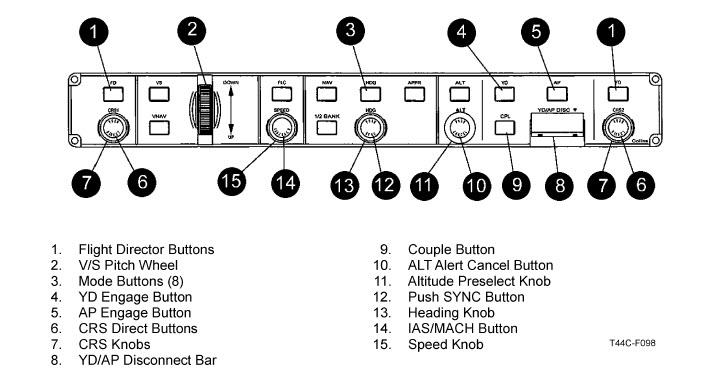 1 2 3 4 5 1
FD VS DOWN FLC NAV HDG APPR ALT YD AP FD
CRS1 VNAV UP SPEED 1/2 BANK HDG ALT CPL YD/AP DISC CRS2
Collins
7 6 15 14 13 12 11 10 9 8 7 6
1. Flight Director Buttons
2. V/S Pitch Wheel
3. Mode Buttons (8)
4. YD Engage Button
5. AP Engage Button
6. CRS Direct Buttons
7. CRS Knobs
8. YD/AP Disconnect Bar
9. Couple Button
10. ALT Alert Cancel Button
11. Altitude Preselect Knob
12. Push SYNC Button
13. Heading Knob
14. IAS/MACH Button
15. Speed Knob
T44C-F098